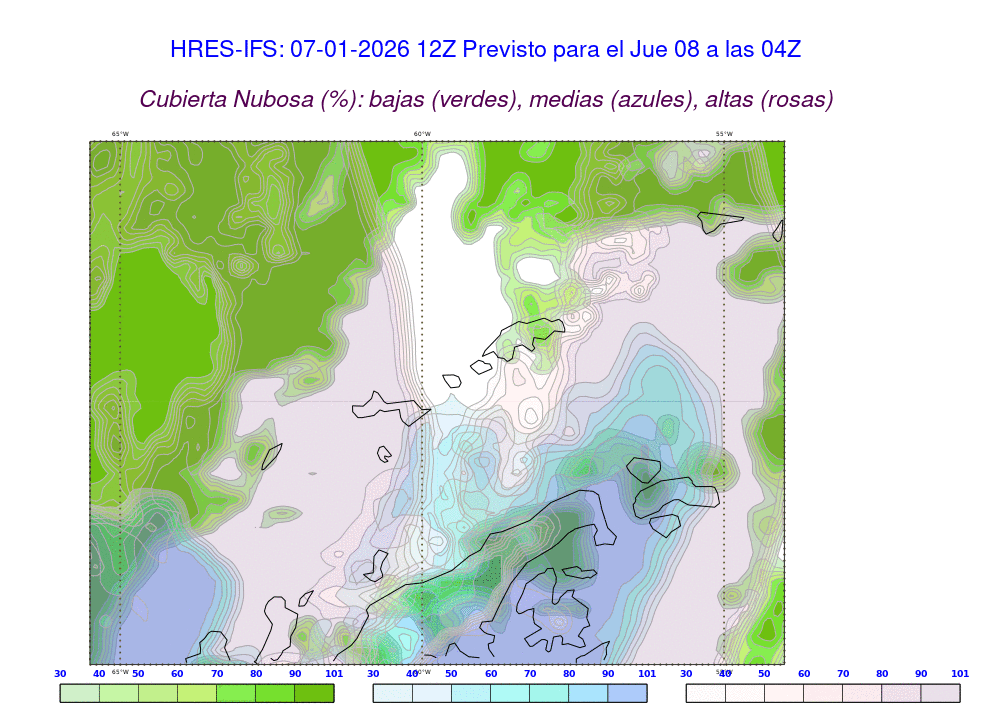 HRES-IFS: 07-01-2026 12Z Previsto para el Jue 08 a las 04Z
Cubierta Nubosa (%): bajas (verdes), medias (azules), altas (rosas)
65°W 60°W 55°W
65°W
30 40 50 60 70 80 90 101 30 40 50 60 70 80 90 101 30 40 50 60 70 80 90 101